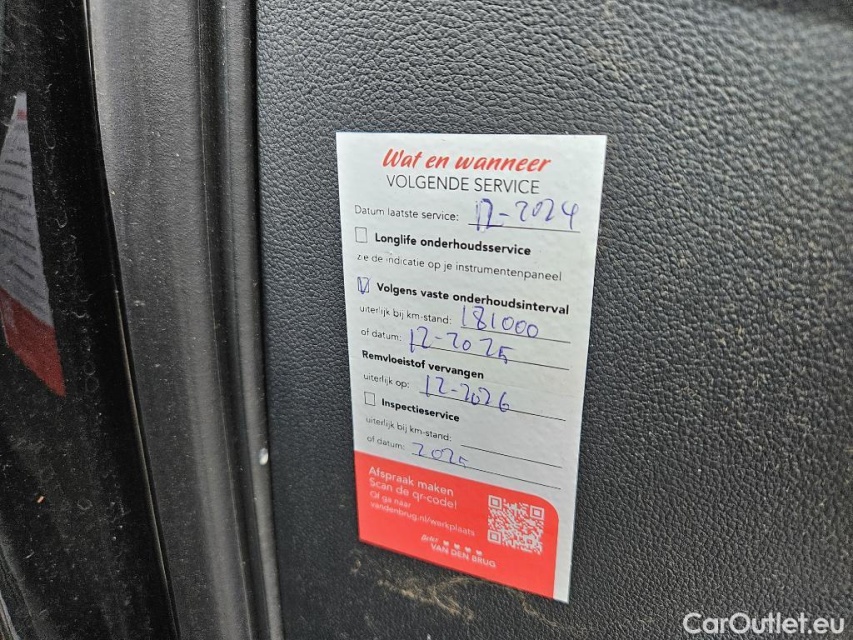 Wat en wanneer
VOLGENDE SERVICE
Datum laatste service: 12-2024
Longlife onderhoudsservice
zie de indicatie op je instrumentenpaneel
Volgens vaste onderhoudsinterval
uiterlijk bij km-stand: 181000
of datum: 12-2025
Remvloeistof vervangen
uiterlijk op: 12-2026
Inspectieservice
uiterlijk bij km-stand:
of datum: 2025
Afspraak maken
Scan de qr-code!
Of ga naar
vandenbrug.nl/werkplaats
VAN DEN BRUG
CarOutlet.eu